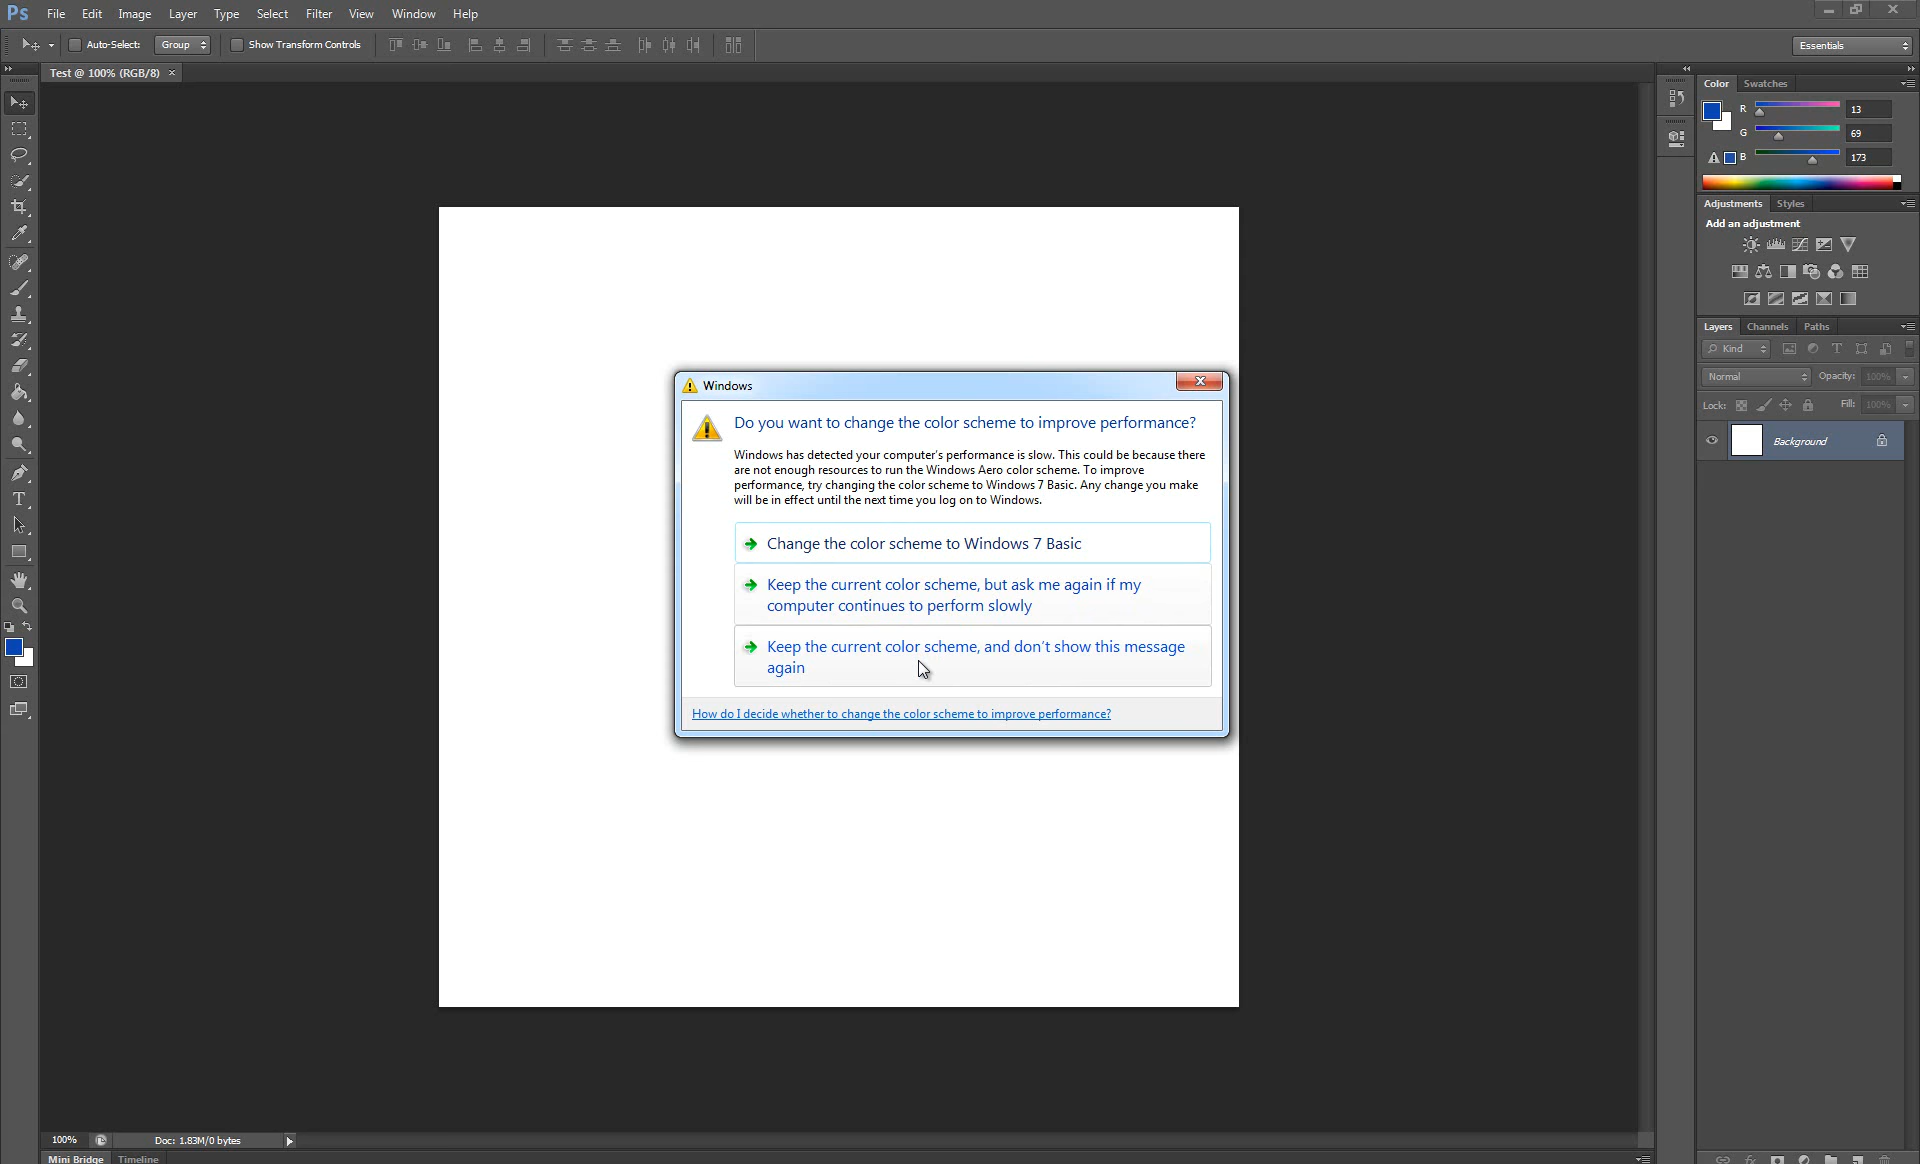 Ps File Edit Image Layer Type Select Filter View Window Help
Auto-Select: Group Show Transform Controls Essentials
Test @ 100% (RGB/8) ×
Color Swatches
R 13
G 69
B 173
Adjustments Styles
Add an adjustment
Layers Channels Paths
Kind
Normal Opacity: 100%
Lock: Fill: 100%
Background
Windows
Do you want to change the color scheme to improve performance?
Windows has detected your computer's performance is slow. This could be because there
are not enough resources to run the Windows Aero color scheme. To improve
performance, try changing the color scheme to Windows 7 Basic. Any change you make
will be in effect until the next time you log on to Windows.
Change the color scheme to Windows 7 Basic
Keep the current color scheme, but ask me again if my
computer continues to perform slowly
Keep the current color scheme, and don't show this message
again
How do I decide whether to change the color scheme to improve performance?
100% Doc: 1.83M/0 bytes
Mini Bridge Timeline